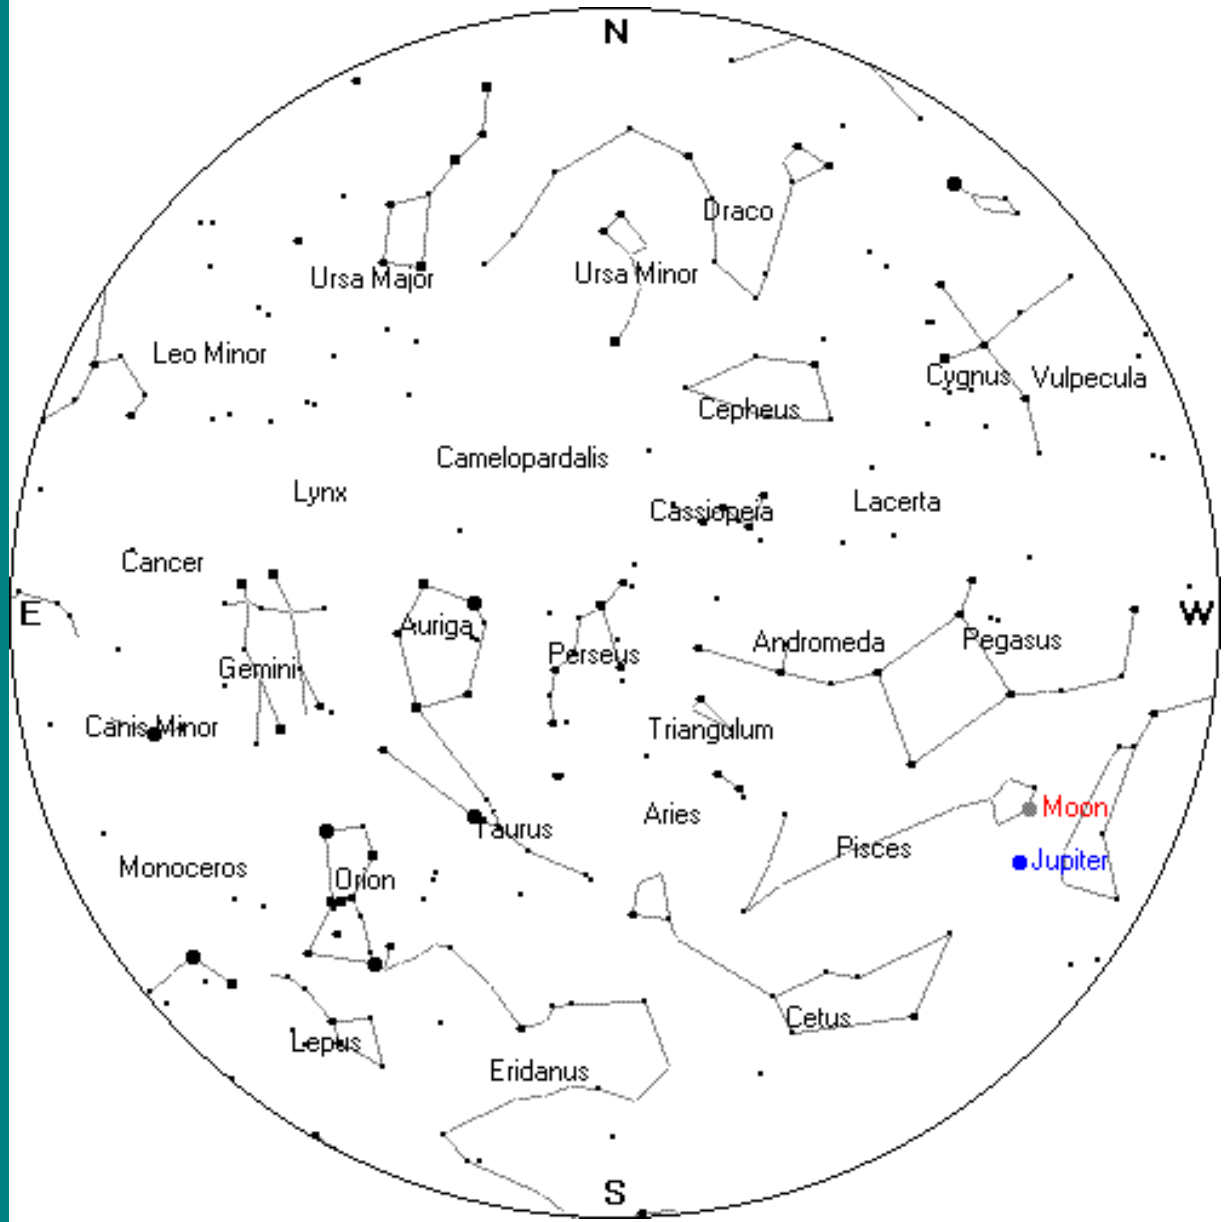 N
Draco
Ursa Major
Ursa Minor
Leo Minor
Cygnus
Vulpecula
Cepheus
Camelopardalis
Lynx
Cassiopeia
Lacerta
Cancer
E
W
Auriga
Perseus
Andromeda
Pegasus
Gemini
Canis Minor
Triangulum
Aries
Moon
Taurus
Pisces
Jupiter
Monoceros
Orion
Cetus
Lepus
Eridanus
S